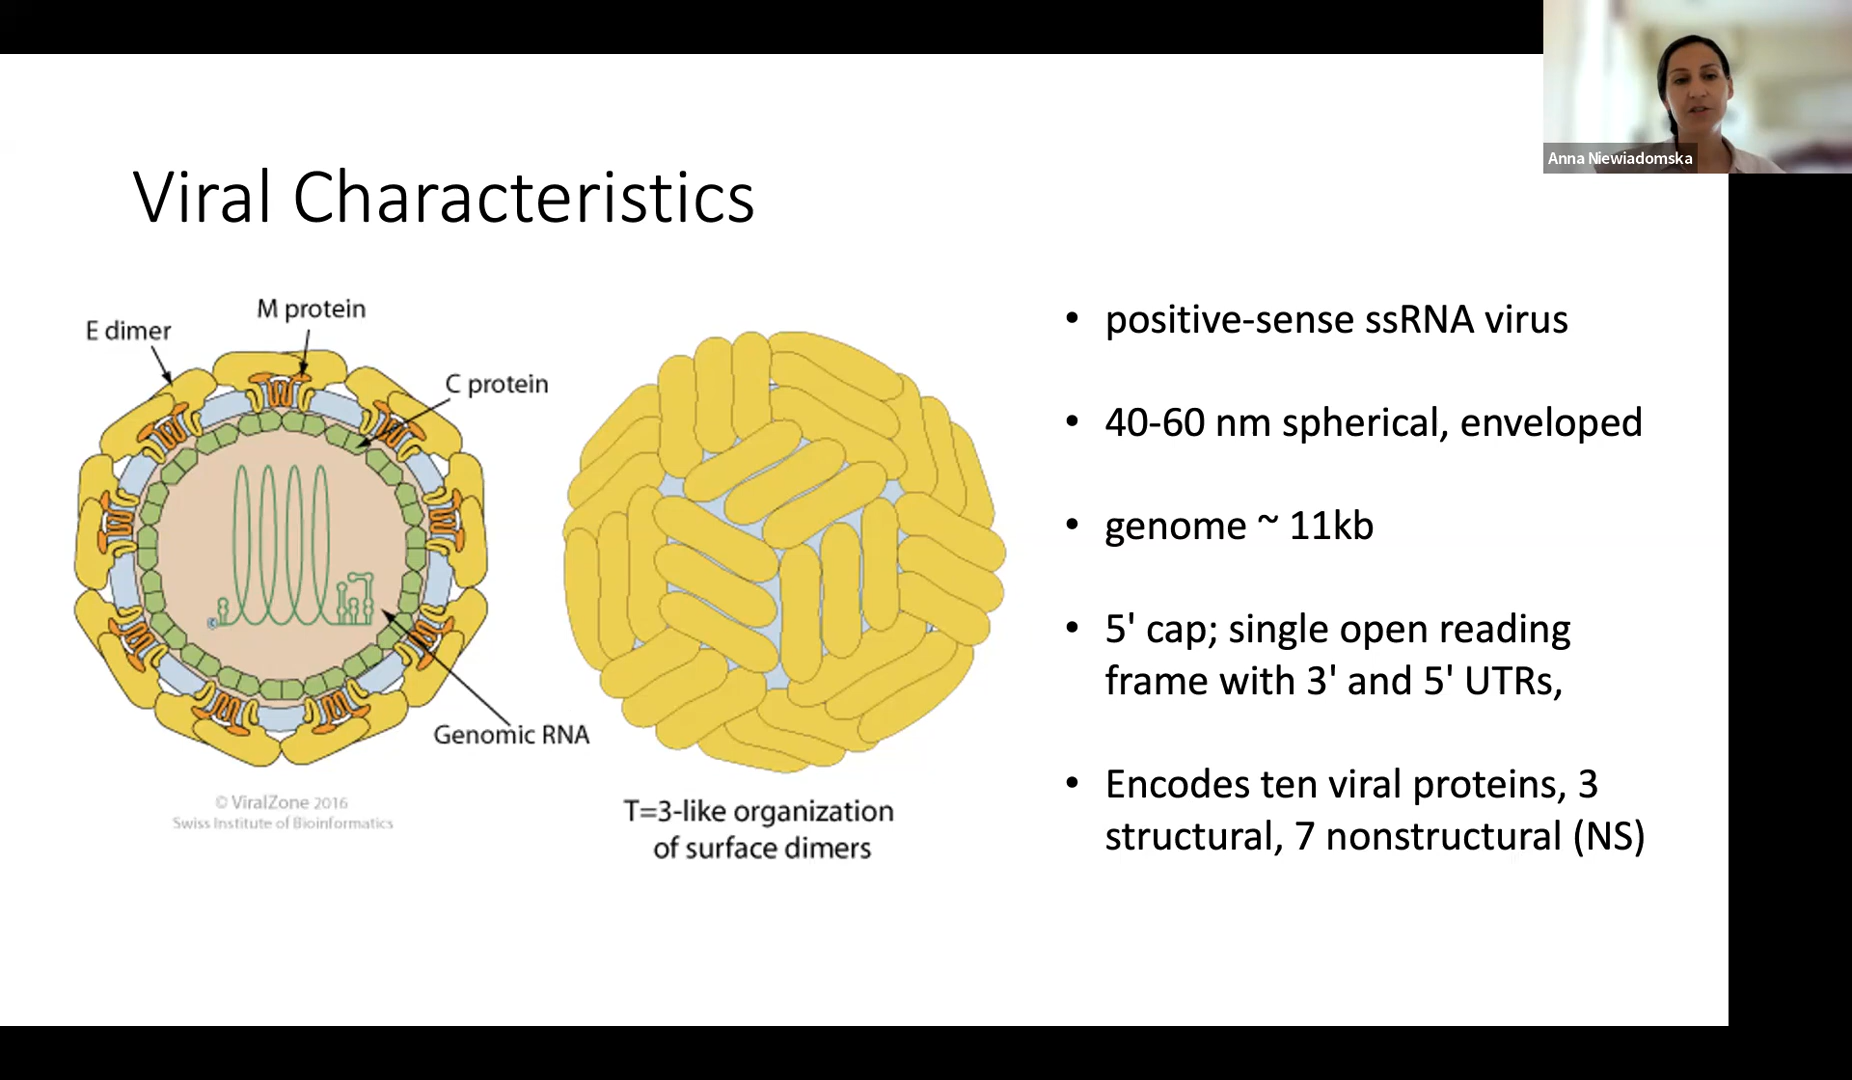 Anna Niewiadomska
Viral Characteristics
E dimer
M protein
C protein
Genomic RNA
© ViralZone 2016
Swiss Institute of Bioinformatics
T=3-like organization
of surface dimers
• positive-sense ssRNA virus
• 40-60 nm spherical, enveloped
• genome ~ 11kb
• 5' cap; single open reading
frame with 3' and 5' UTRs,
• Encodes ten viral proteins, 3
structural, 7 nonstructural (NS)